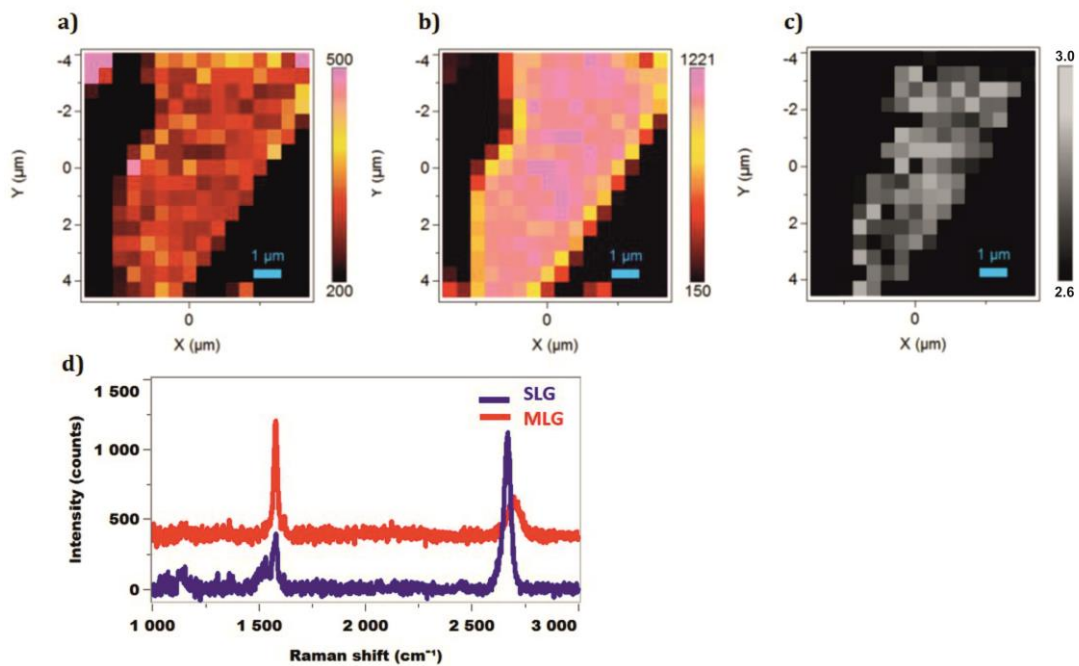 a)
500
-4
-2
0
2
4
Y (µm)
1 µm
200
0
X (µm)
b)
1221
-4
-2
0
2
4
Y (µm)
1 µm
150
0
X (µm)
c)
3.0
-4
-2
0
2
4
Y (µm)
1 µm
2.6
0
X (µm)
d)
1 500
1 000
500
0
Intensity (counts)
SLG
MLG
1 000
1 500
2 000
2 500
3 000
Raman shift (cm⁻¹)